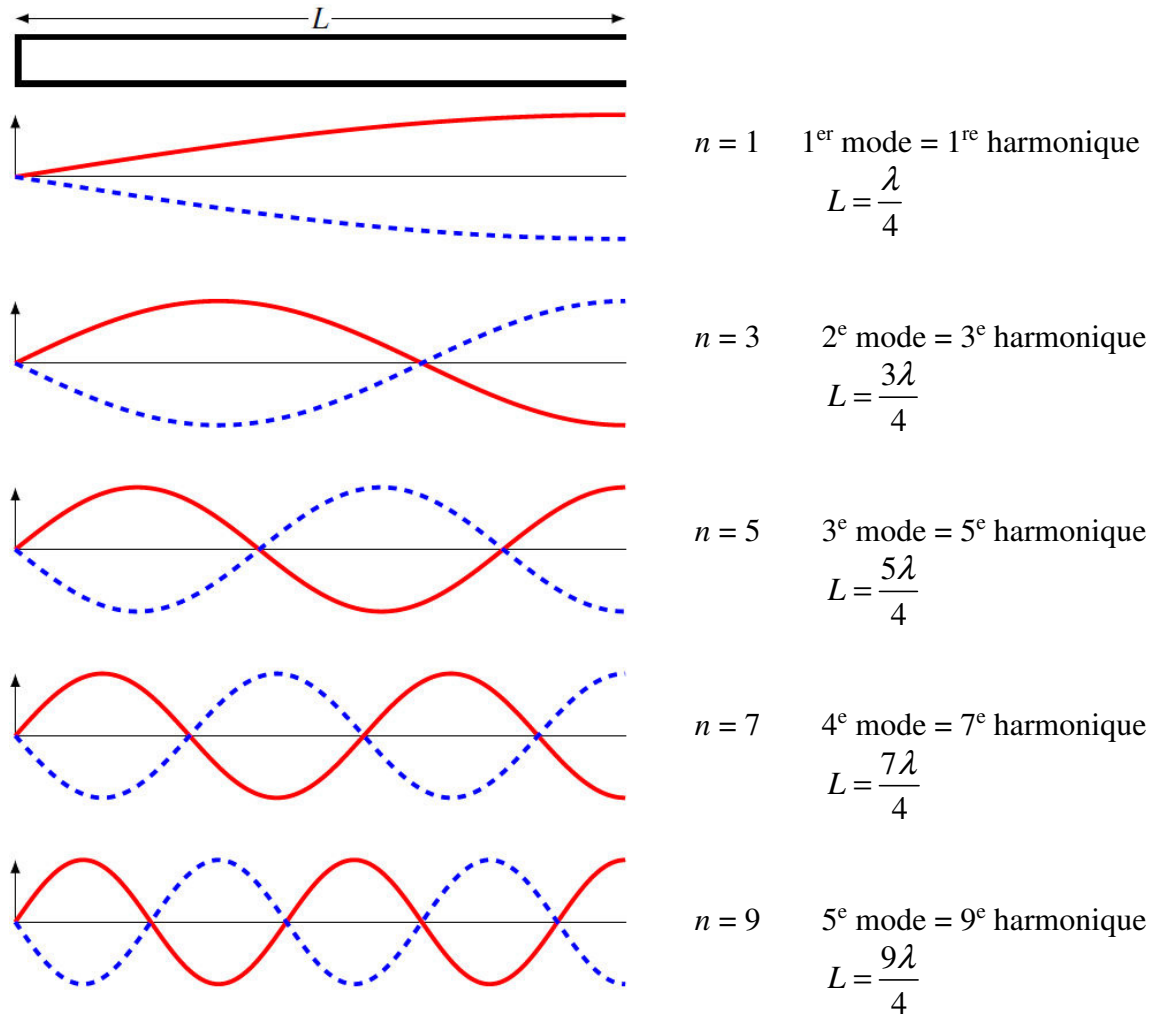 L
n = 1 1er mode = 1re harmonique
L = λ/4
n = 3 2e mode = 3e harmonique
L = 3λ/4
n = 5 3e mode = 5e harmonique
L = 5λ/4
n = 7 4e mode = 7e harmonique
L = 7λ/4
n = 9 5e mode = 9e harmonique
L = 9λ/4